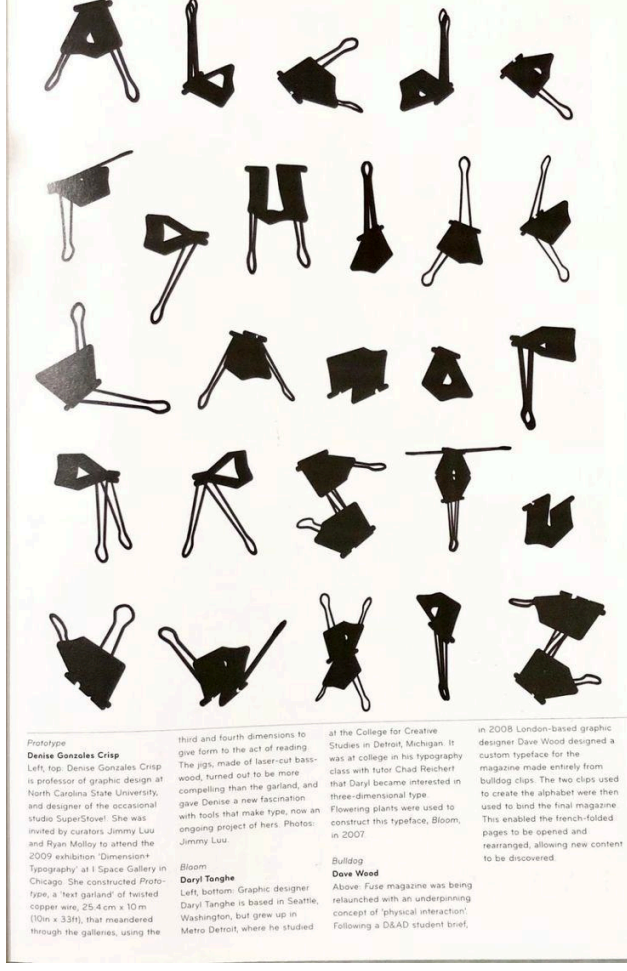 Prototype
Denise Gonzales Crisp
Left, top: Denise Gonzales Crisp
is professor of graphic design at
North Carolina State University,
and designer of the occasional
studio SuperStove!. She was
invited by curators Jimmy Luu
and Ryan Molloy to attend the
2009 exhibition 'Dimension+
Typography' at I Space Gallery in
Chicago. She constructed Proto-
type, a 'text garland' of twisted
copper wire, 25.4 cm x 10 m
(10in x 33ft), that meandered
through the galleries, using the
third and fourth dimensions to
give form to the act of reading.
The jigs, made of laser-cut bass-
wood, turned out to be more
compelling than the garland, and
gave Denise a new fascination
with tools that make type, now an
ongoing project of hers. Photos:
Jimmy Luu.
Bloom
Daryl Tanghe
Left, bottom: Graphic designer
Daryl Tanghe is based in Seattle,
Washington, but grew up in
Metro Detroit, where he studied
at the College for Creative
Studies in Detroit, Michigan. It
was at college in his typography
class with tutor Chad Reichert
that Daryl became interested in
three-dimensional type.
Flowering plants were used to
construct this typeface, Bloom,
in 2007.
Bulldog
Dave Wood
Above: Fuse magazine was being
relaunched with an underpinning
concept of 'physical interaction'.
Following a D&AD student brief,
in 2008 London-based graphic
designer Dave Wood designed a
custom typeface for the
magazine made entirely from
bulldog clips. The two clips used
to create the alphabet were then
used to bind the final magazine.
This enabled the french-folded
pages to be opened and
rearranged, allowing new content
to be discovered.